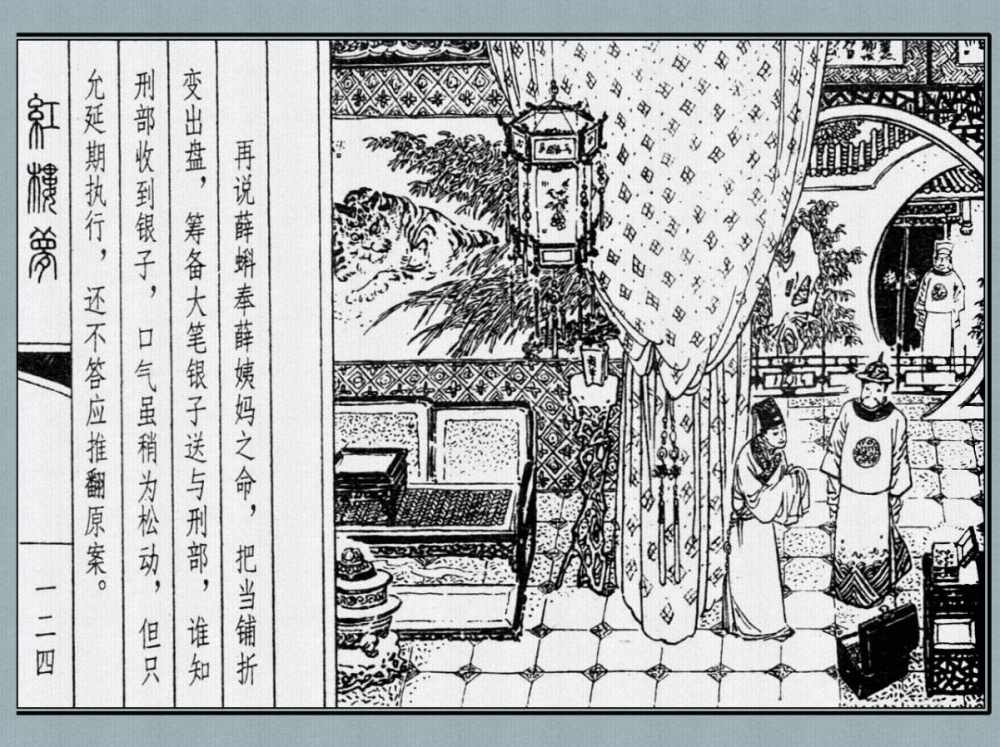 再说薛蝌奉薛姨妈之命，把当铺折
变出盘，筹备大笔银子送与刑部，谁知
刑部收到银子，口气虽稍为松动，但只
允延期执行，还不答应推翻原案。
红楼梦
一二四